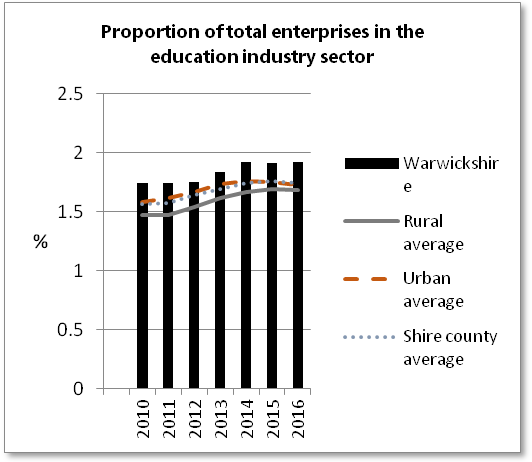 Proportion of total enterprises in the
education industry sector
2.5
2
1.5
1
0.5
0
%
2010
2011
2012
2013
2014
2015
2016
Warwickshir
e
Rural
average
Urban
average
Shire county
average